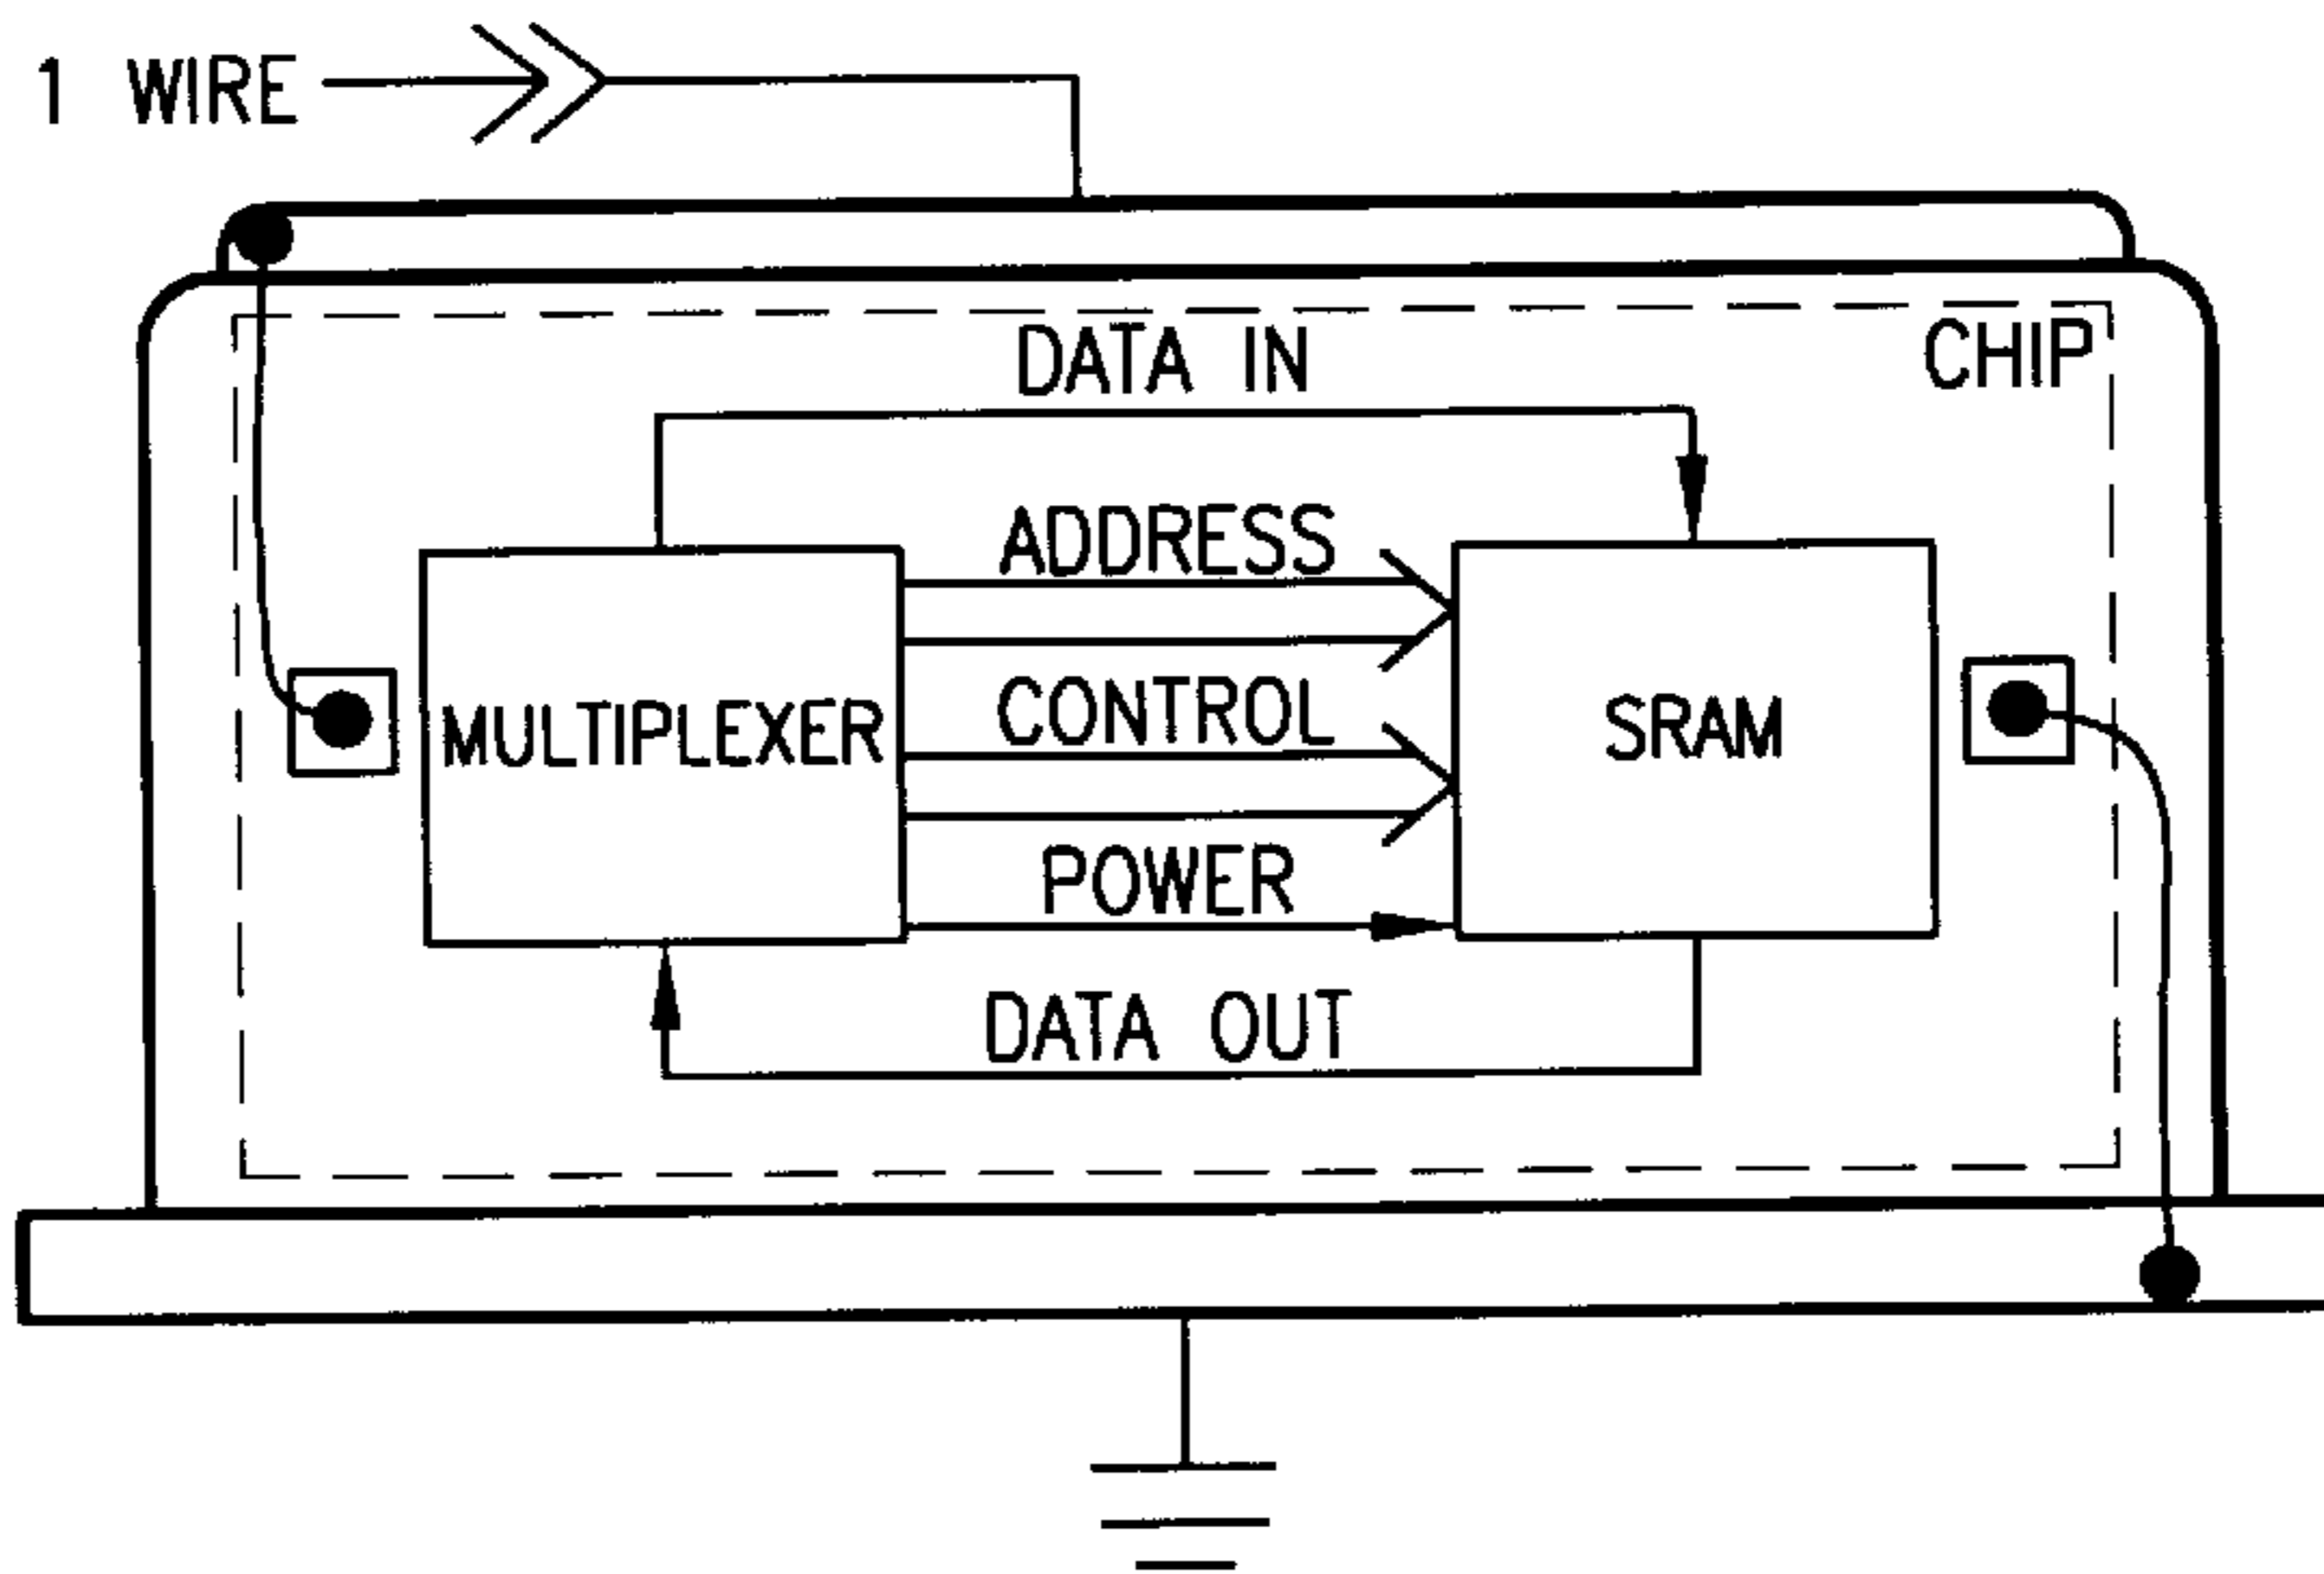 1 WIRE
DATA IN
CHIP
ADDRESS
CONTROL
MULTIPLEXER
SRAM
POWER
DATA OUT